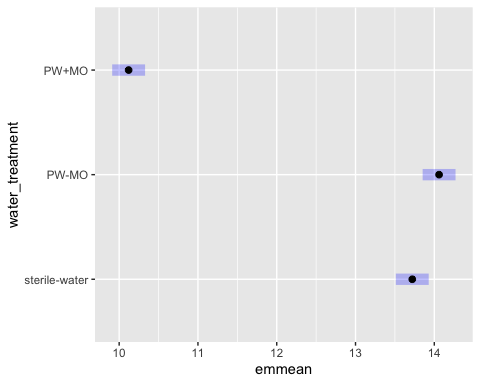 PW+MO
PW-MO
sterile-water
water_treatment
10 11 12 13 14
emmean